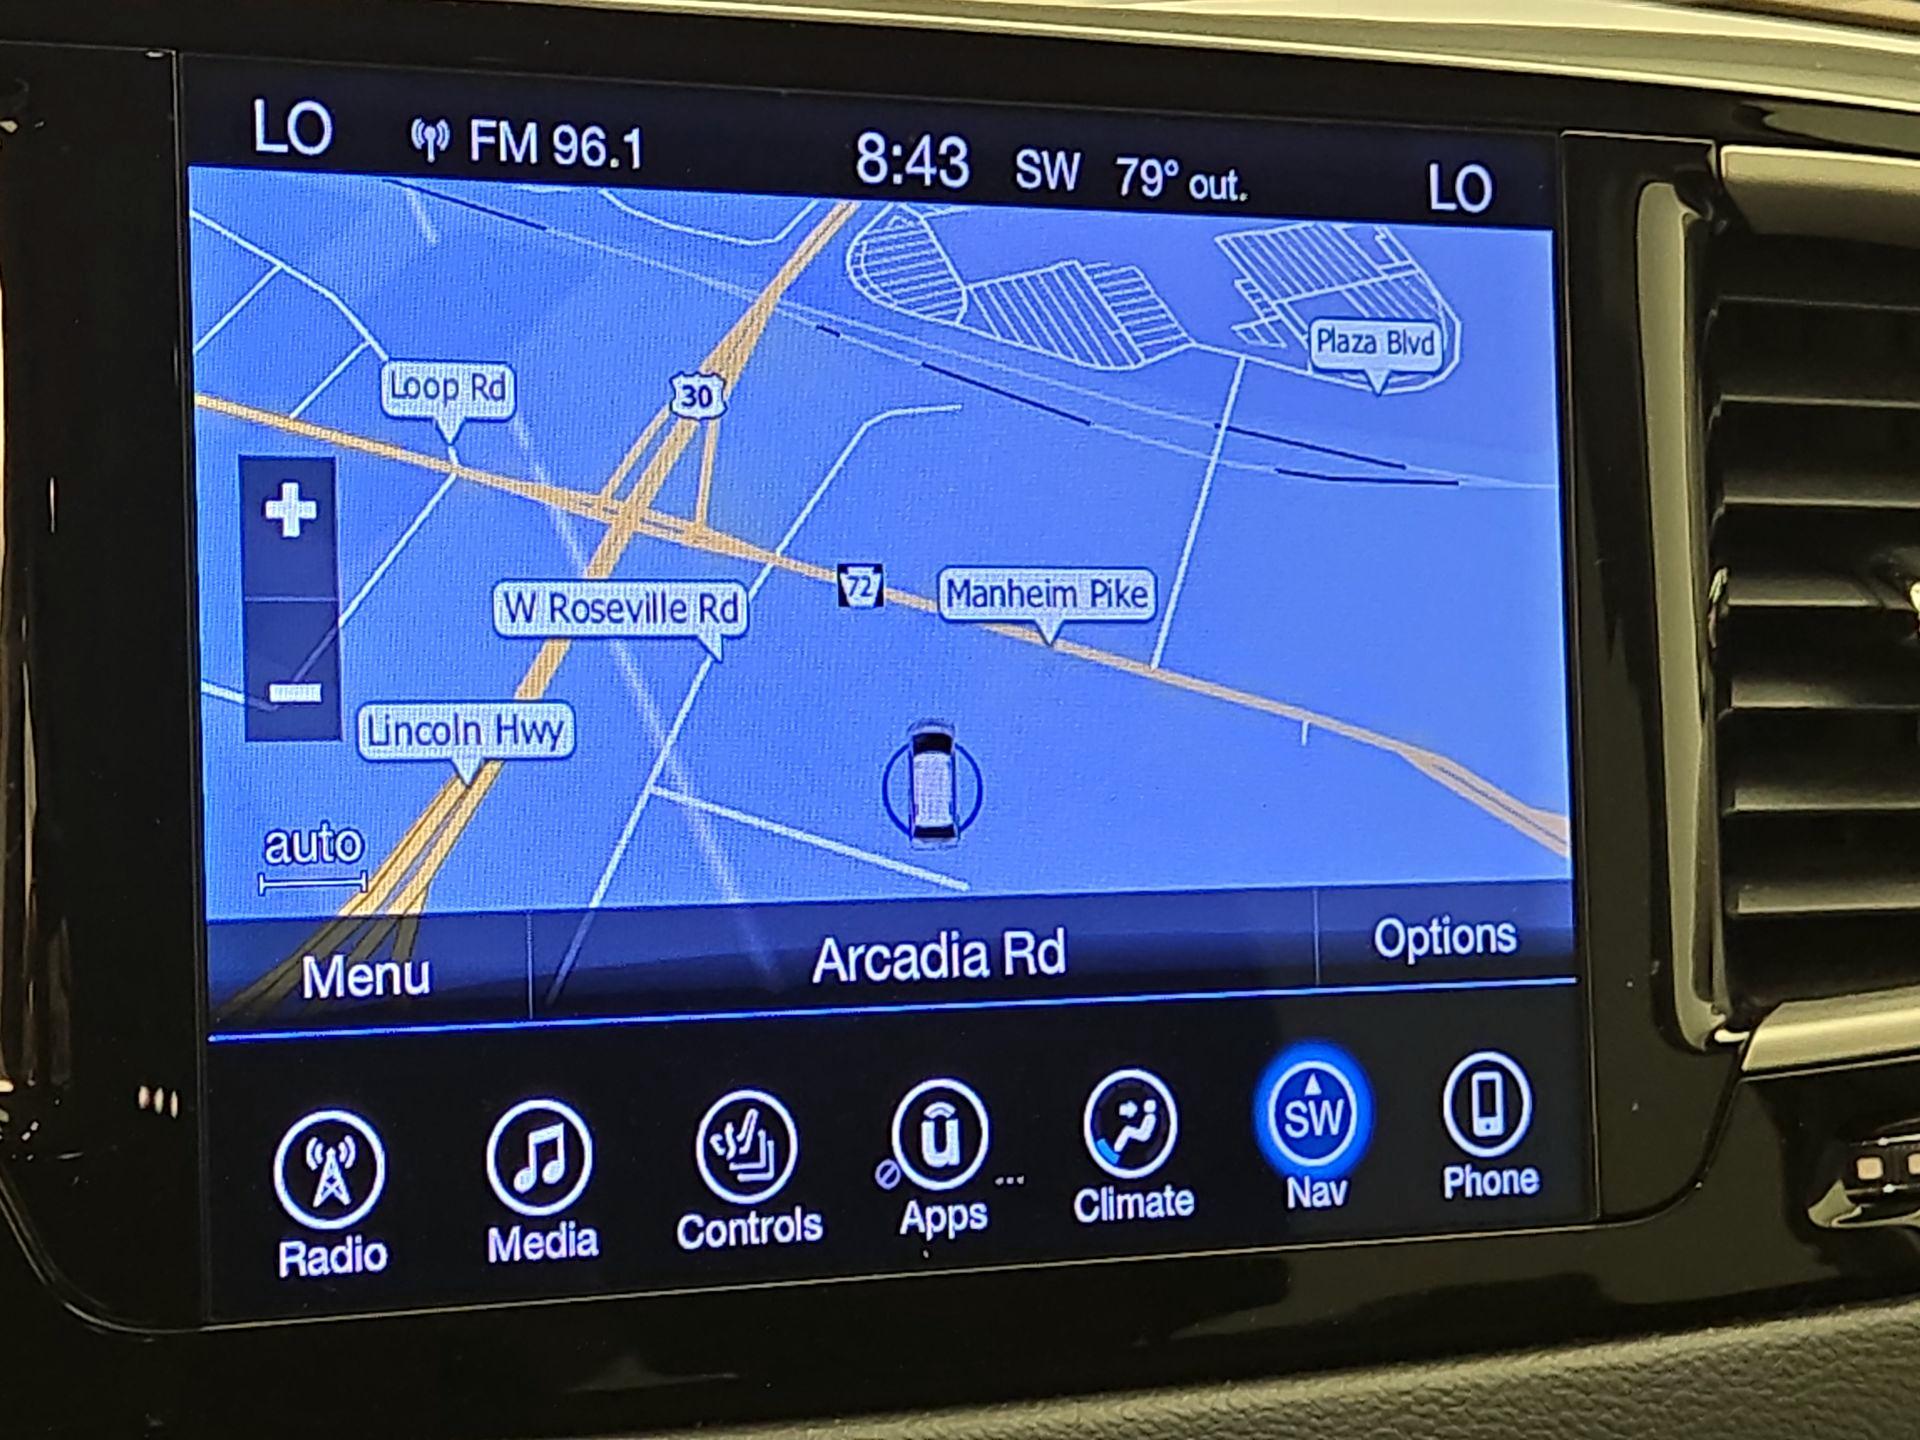 LO FM 96.1 8:43 SW 79° out. LO
Plaza Blvd
Loop Rd
30
72
Manheim Pike
W Roseville Rd
Lincoln Hwy
auto
Menu Arcadia Rd Options
u SW
Radio Media Controls Apps Climate Nav Phone